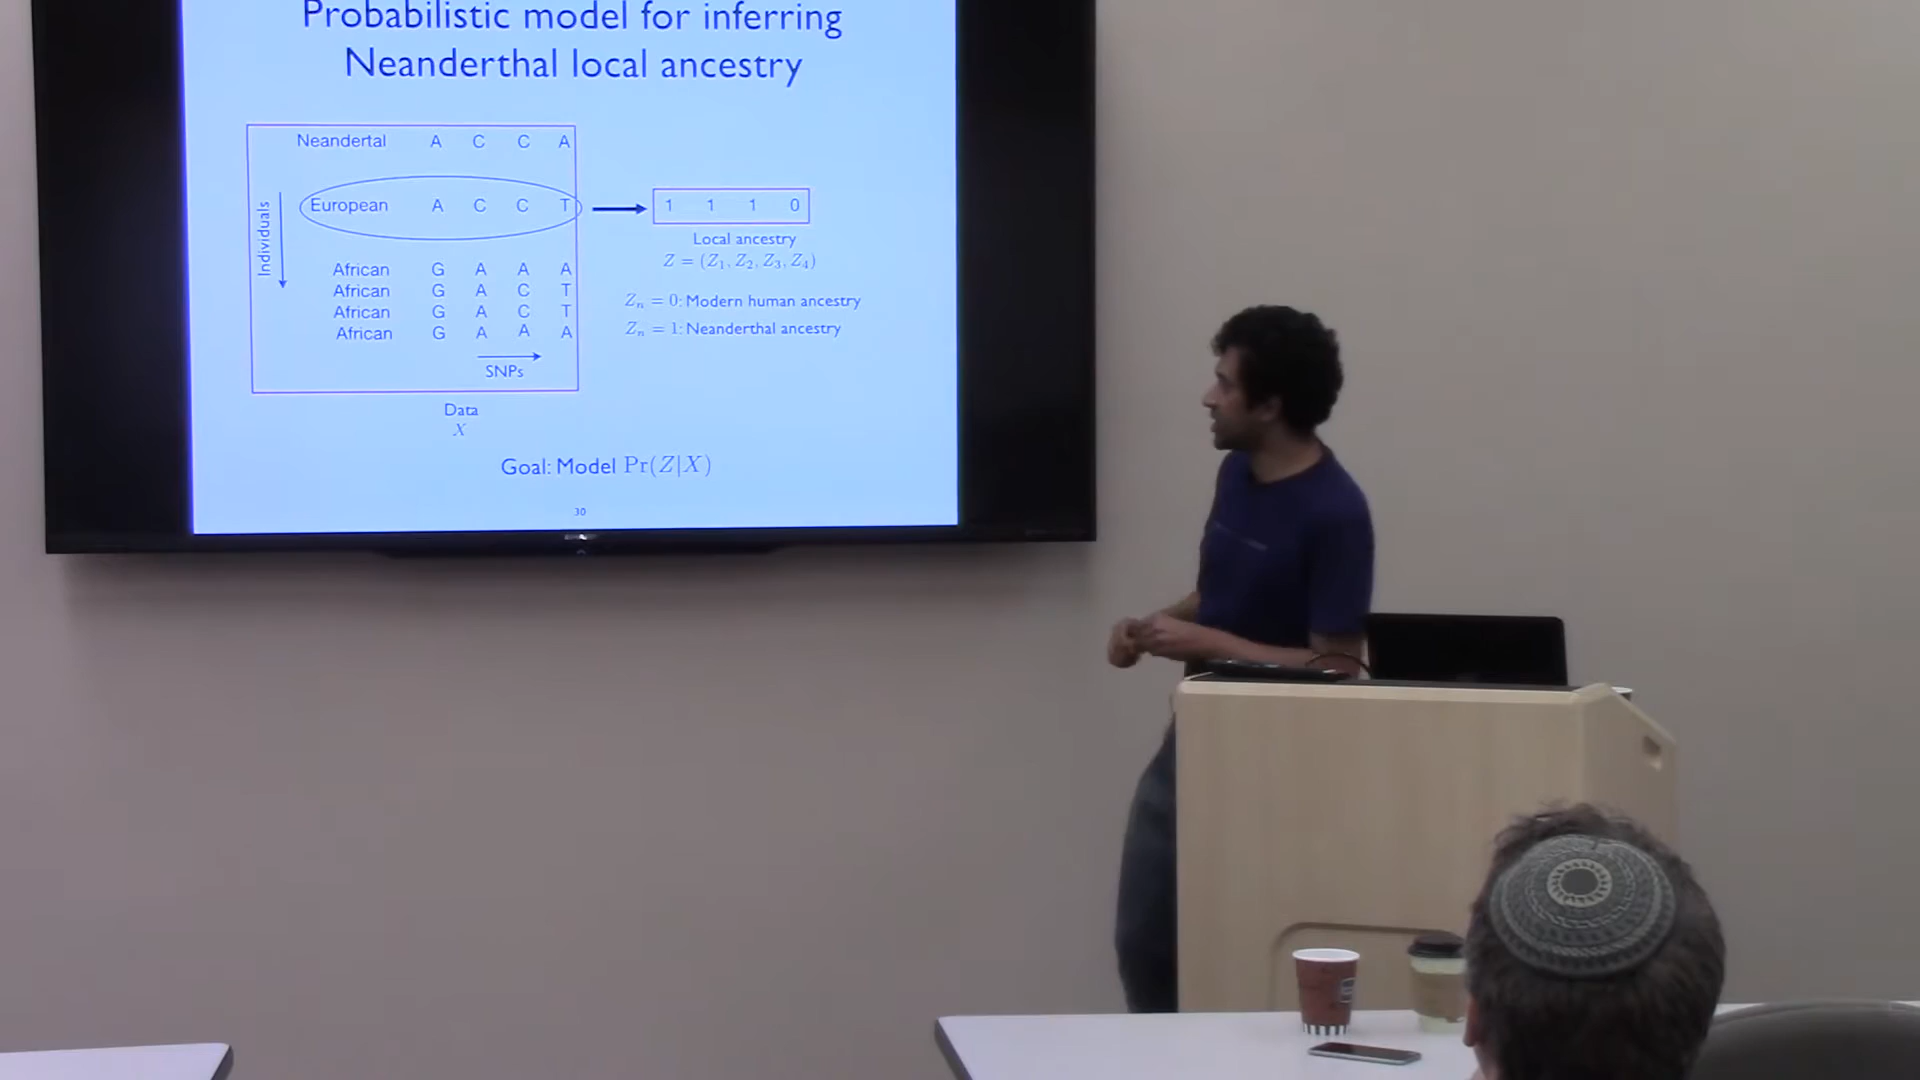 Probabilistic model for inferring
Neanderthal local ancestry
Neandertal A C C A
European A C C T
1 1 1 0
Individuals
Local ancestry
Z = (Z₁, Z₂, Z₃, Z₄)
African G A A A
African G A C T
African G A C T
African G A A A
Zₙ = 0: Modern human ancestry
Zₙ = 1: Neanderthal ancestry
SNPs
Data
X
Goal: Model Pr(Z|X)
30